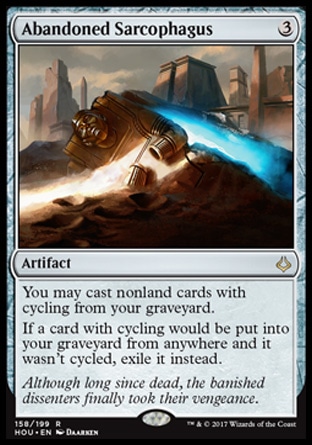 Abandoned Sarcophagus 3
Artifact
You may cast nonland cards with
cycling from your graveyard.
If a card with cycling would be put into
your graveyard from anywhere and it
wasn't cycled, exile it instead.
Although long since dead, the banished
dissenters finally took their vengeance.
158/199 R
HOU • EN Daarken
™ & © 2017 Wizards of the Coast